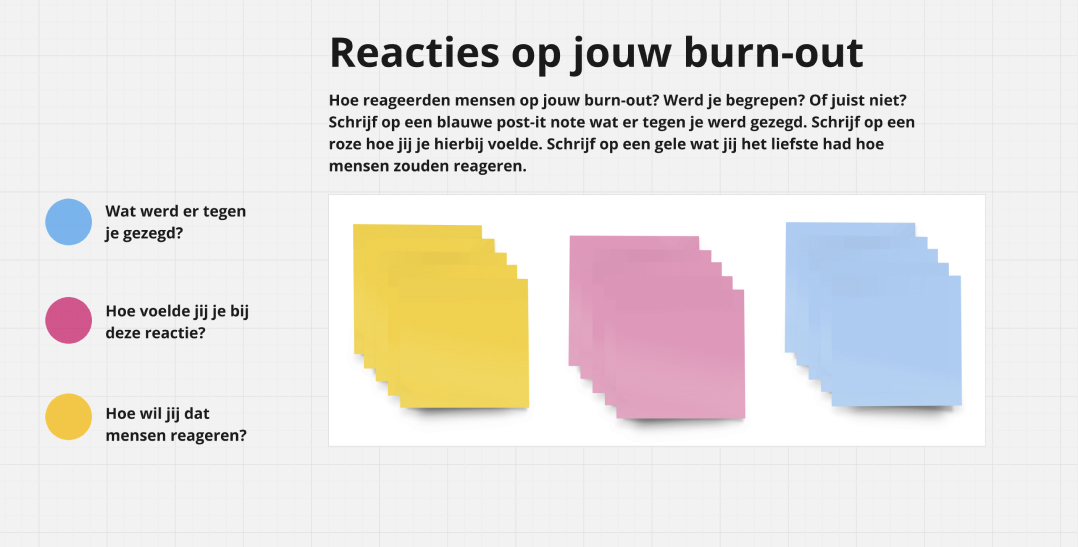 Reacties op jouw burn-out
Hoe reageerden mensen op jouw burn-out? Werd je begrepen? Of juist niet?
Schrijf op een blauwe post-it note wat er tegen je werd gezegd. Schrijf op een
roze hoe jij je hierbij voelde. Schrijf op een gele wat jij het liefste had hoe
mensen zouden reageren.
Wat werd er tegen
je gezegd?
Hoe voelde jij je bij
deze reactie?
Hoe wil jij dat
mensen reageren?